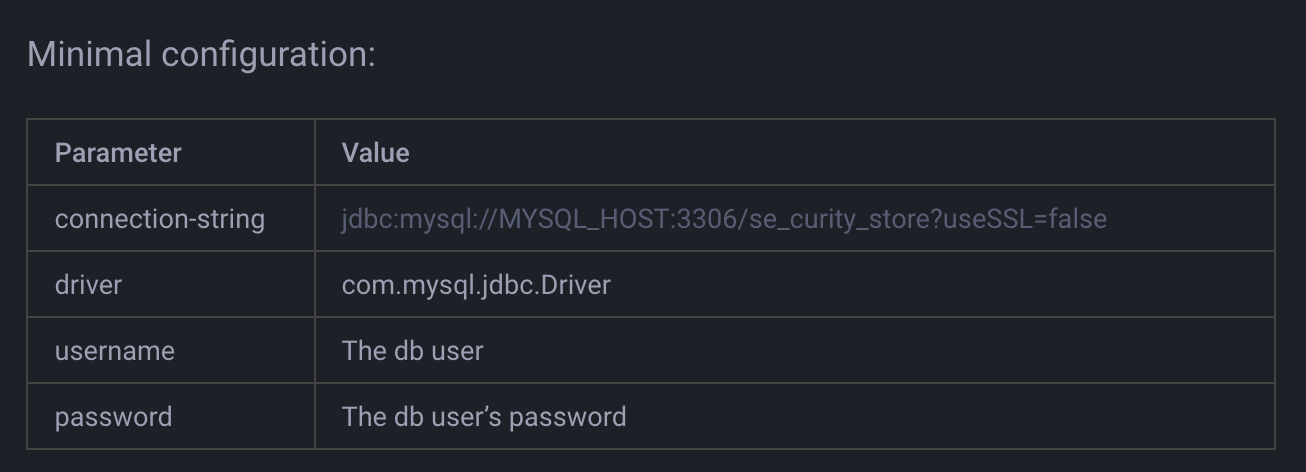 Minimal configuration:
Parameter Value
connection-string jdbc:mysql://MYSQL_HOST:3306/se_curity_store?useSSL=false
driver com.mysql.jdbc.Driver
username The db user
password The db user’s password